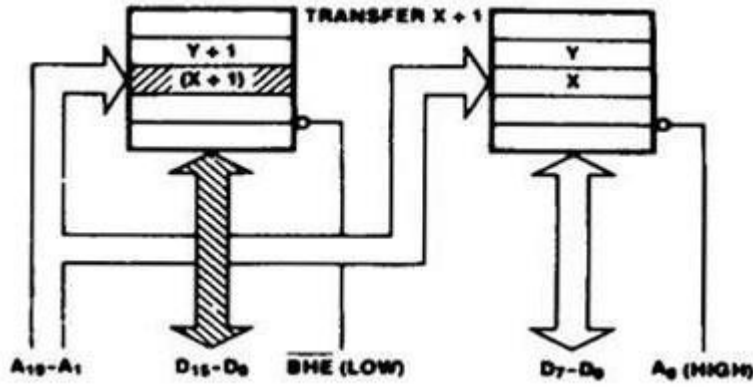 TRANSFER X + 1
Y + 1
(X + 1)
Y
X
A19-A1
D15-D8
BHE (LOW)
D7-D0
A0 (HIGH)